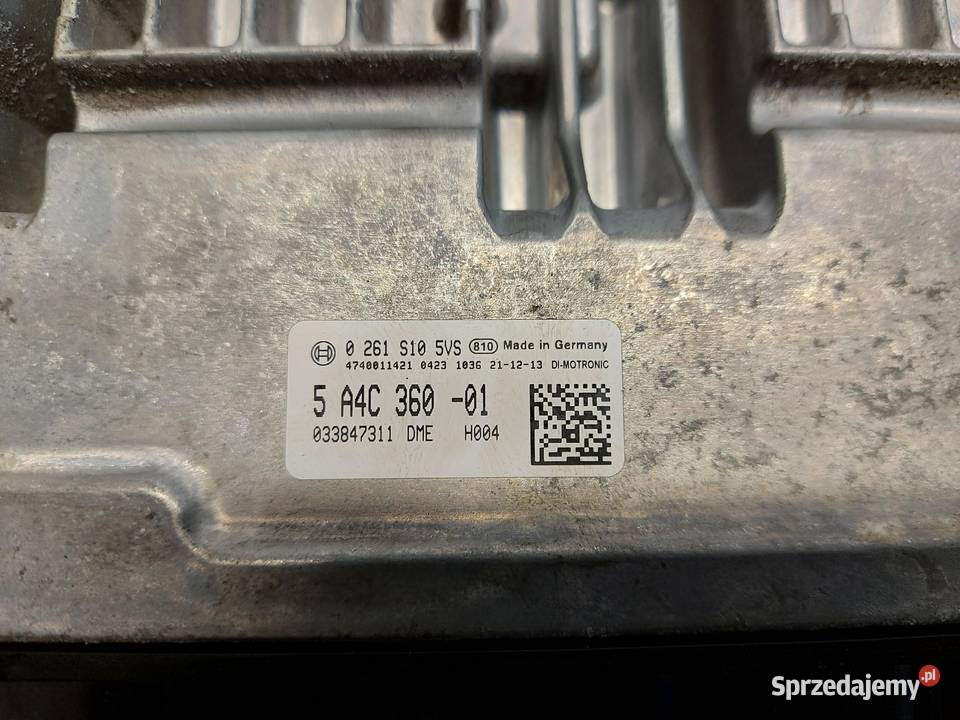 0 261 S10 5VS 810 Made in Germany
4740011421 0423 1036 21-12-13 DI-MOTRONIC
5 A4C 360 -01
033847311 DME H004
Sprzedajemy.pl